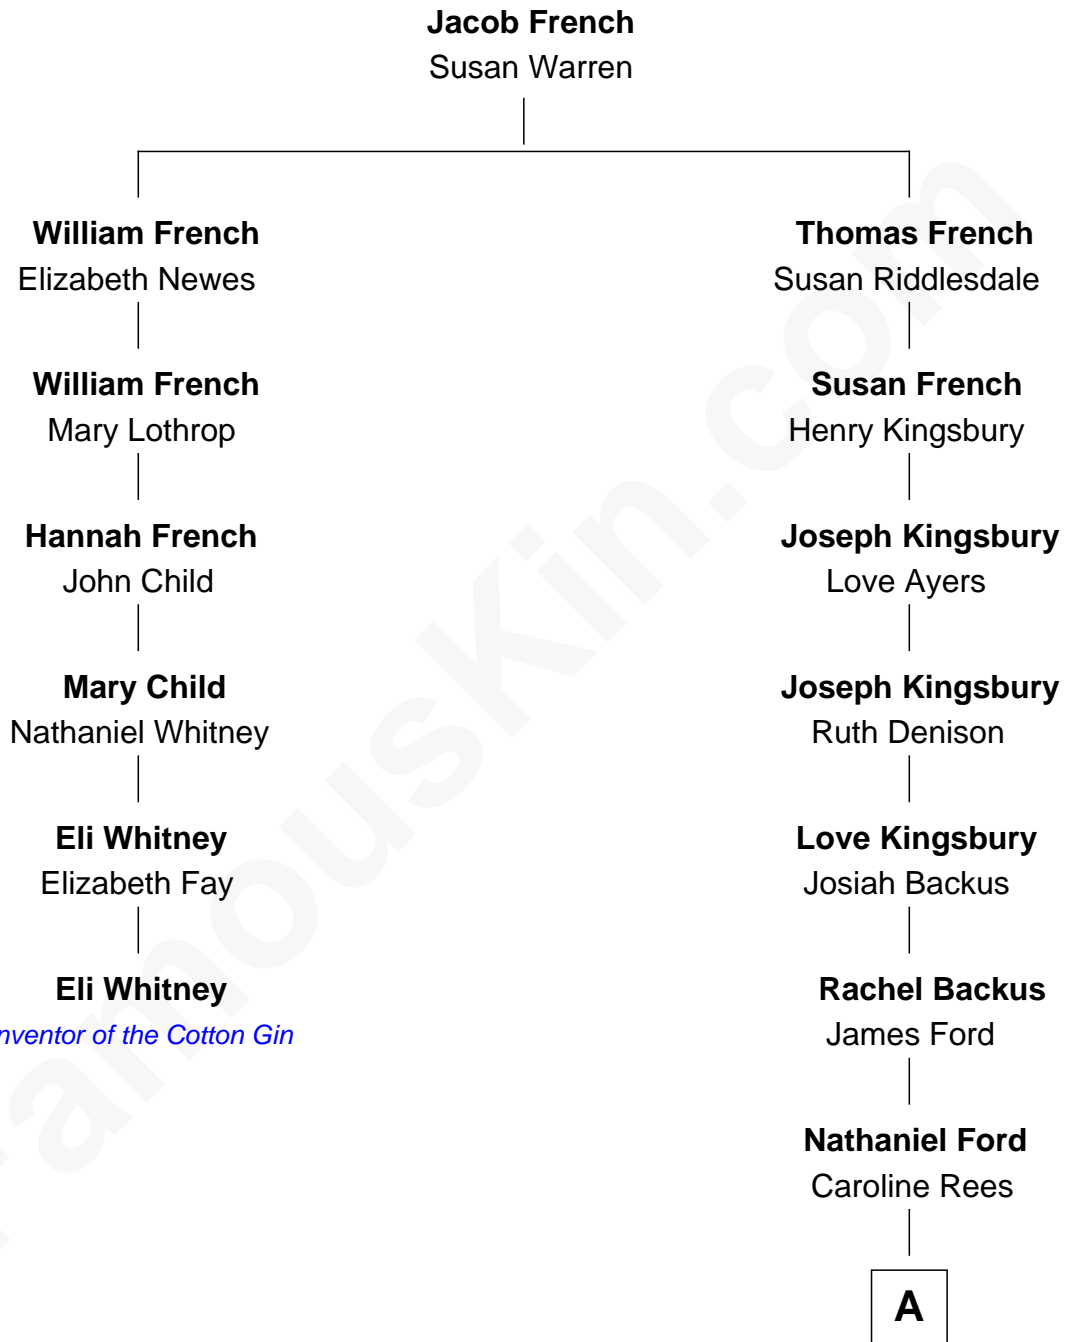 Jacob French
Susan Warren
William French
Elizabeth Newes
William French
Mary Lothrop
Hannah French
John Child
Mary Child
Nathaniel Whitney
Eli Whitney
Elizabeth Fay
Eli Whitney
nventor of the Cotton Gin
Thomas French
Susan Riddlesdale
Susan French
Henry Kingsbury
Joseph Kingsbury
Love Ayers
Joseph Kingsbury
Ruth Denison
Love Kingsbury
Josiah Backus
Rachel Backus
James Ford
Nathaniel Ford
Caroline Rees
A
FamousKin.com